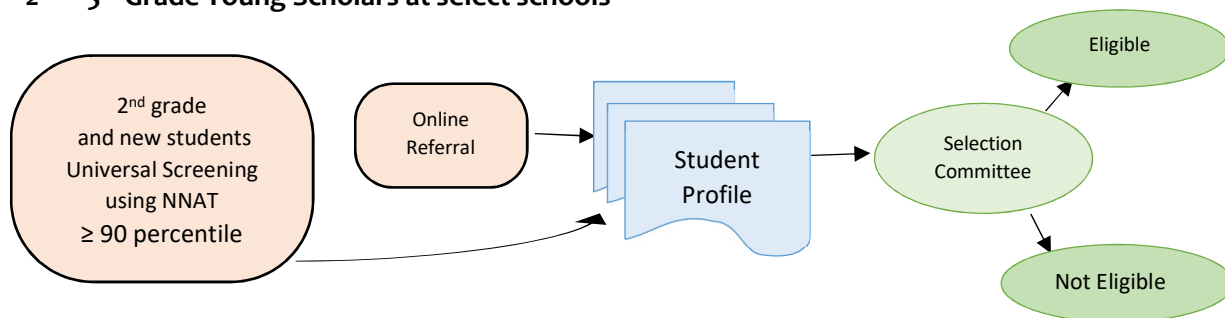 Grade Young Scholars at select schools
2nd grade
and new students
Universal Screening
using NNAT
≥ 90 percentile
Online
Referral
Student
Profile
Selection
Committee
Eligible
Not Eligible